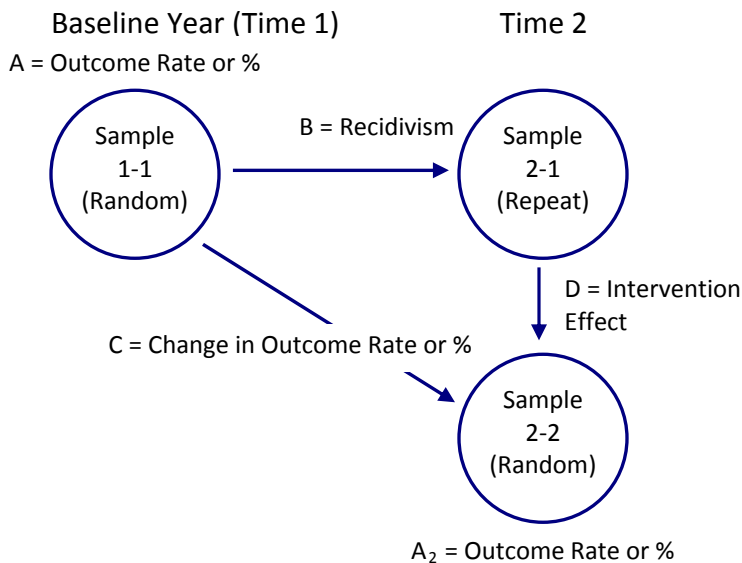 Baseline Year (Time 1)
Time 2
A = Outcome Rate or %
Sample
1-1
(Random)
B = Recidivism
Sample
2-1
(Repeat)
D = Intervention
Effect
C = Change in Outcome Rate or %
Sample
2-2
(Random)
A₂ = Outcome Rate or %